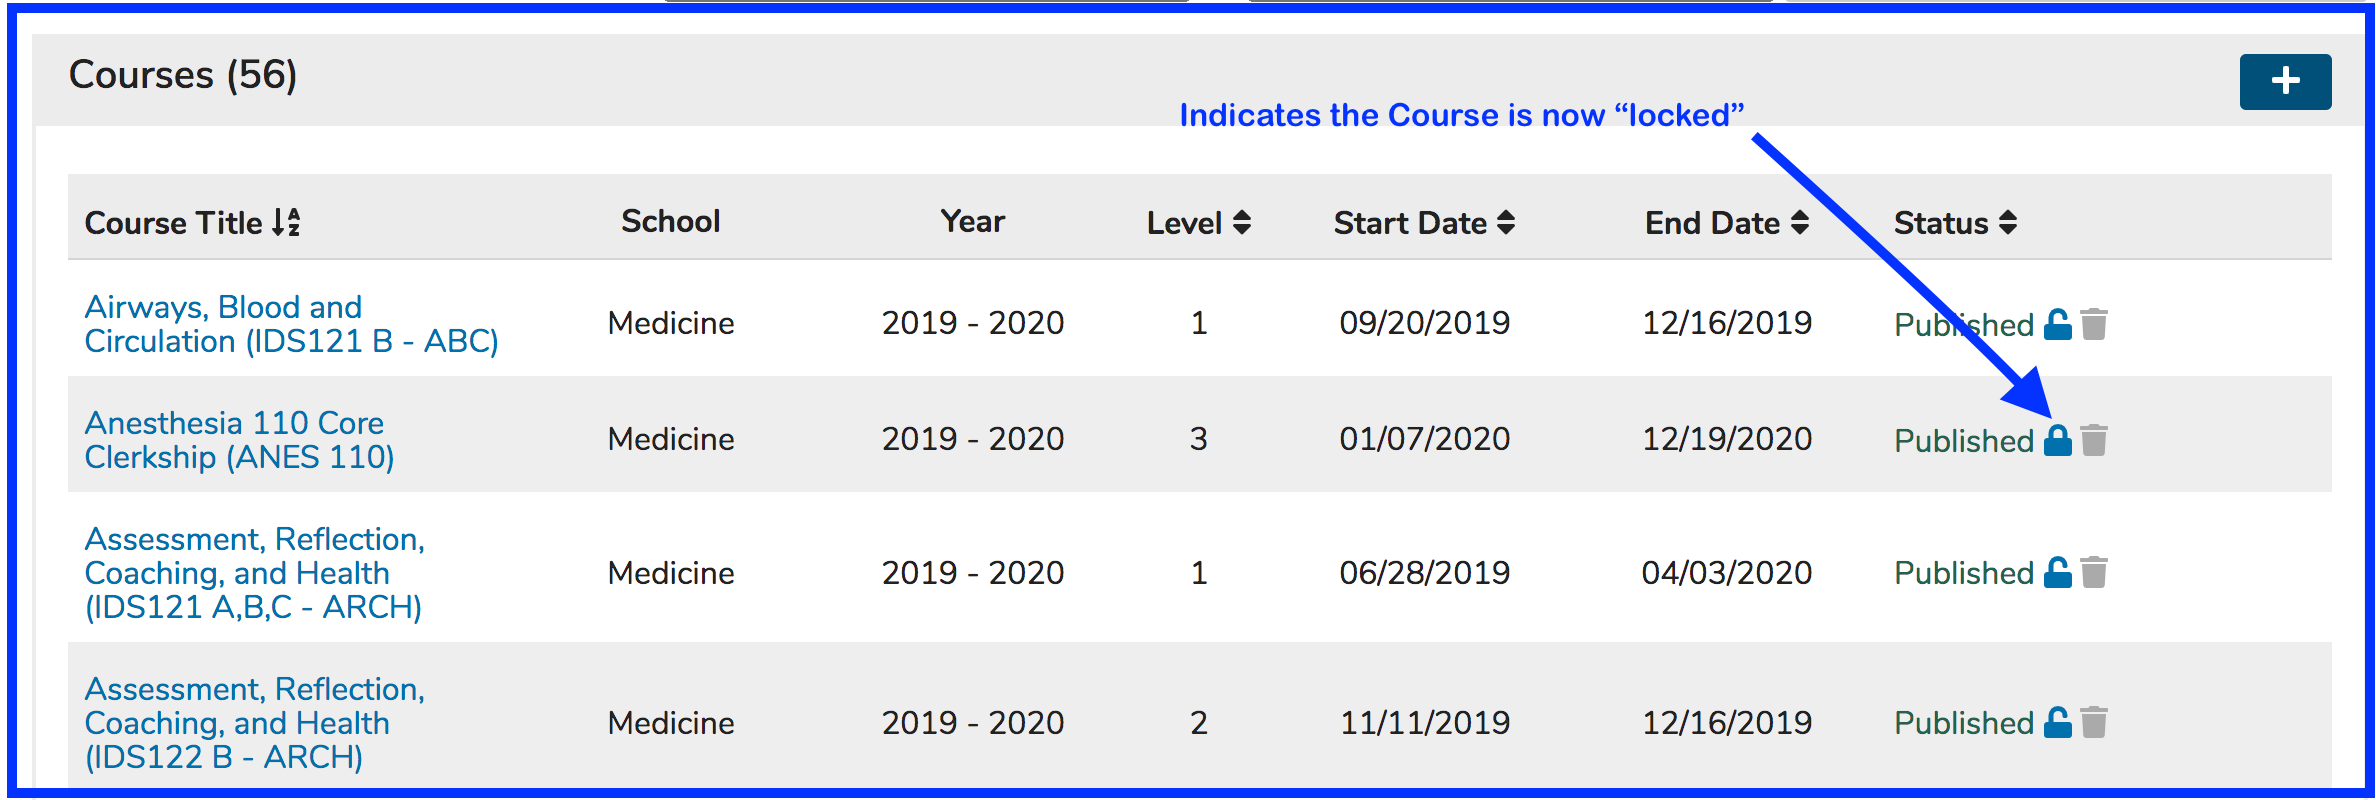 Courses (56)
Indicates the Course is now “locked”
Course Title School Year Level Start Date End Date Status
Airways, Blood and
Circulation (IDS121 B - ABC) Medicine 2019 - 2020 1 09/20/2019 12/16/2019 Published
Anesthesia 110 Core
Clerkship (ANES 110) Medicine 2019 - 2020 3 01/07/2020 12/19/2020 Published
Assessment, Reflection,
Coaching, and Health Medicine 2019 - 2020 1 06/28/2019 04/03/2020 Published
(IDS121 A,B,C - ARCH)
Assessment, Reflection,
Coaching, and Health Medicine 2019 - 2020 2 11/11/2019 12/16/2019 Published
(IDS122 B - ARCH)